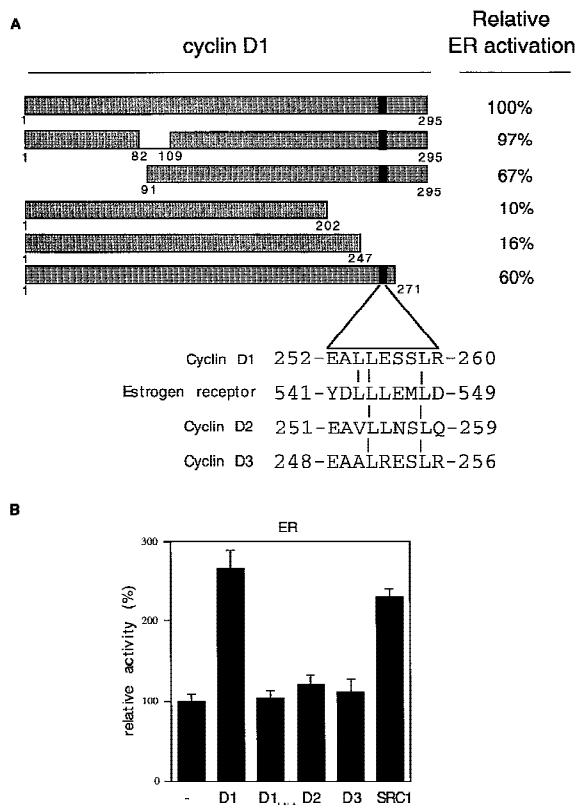 A
cyclin D1
Relative
ER activation
1 295 100%
1 82 109 295 97%
91 295 67%
1 202 10%
1 247 16%
1 271 60%
Cyclin D1 252-EALLESSLR-260
Estrogen receptor 541-YDLLLEMLD-549
Cyclin D2 251-EAVLLNSLQ-259
Cyclin D3 248-EAALRESLR-256
B
ER
relative activity (%)
300
200
100
0
- D1 D1 D2 D3 SRC1